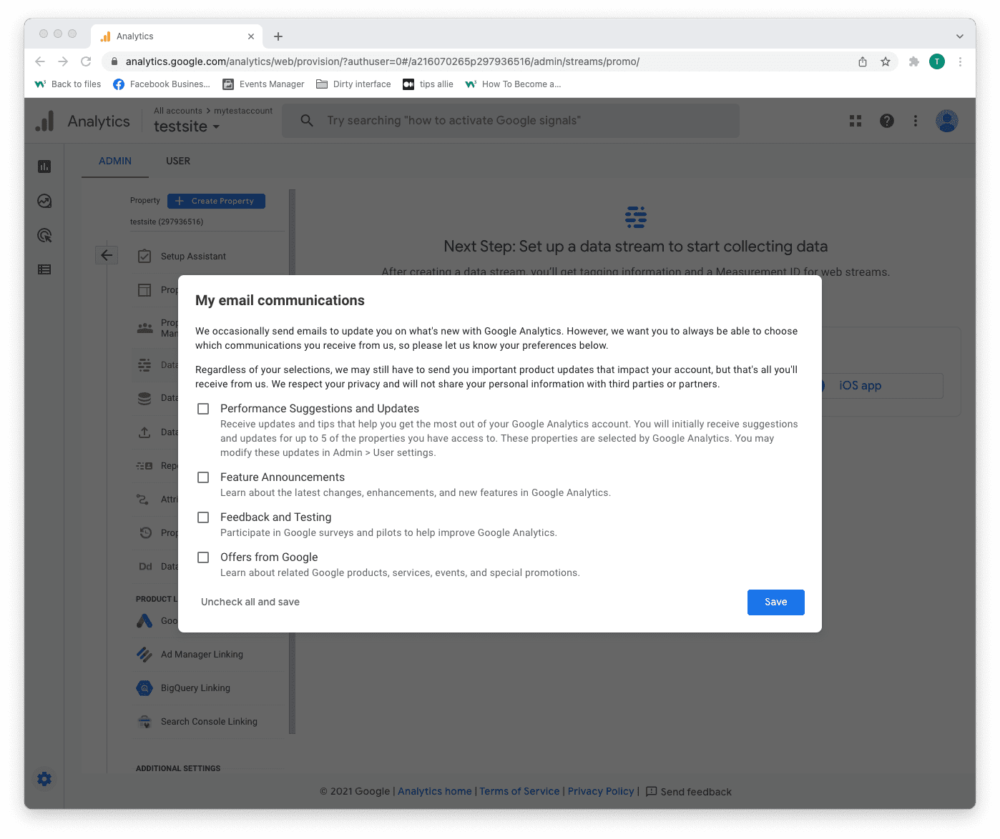 Analytics
analytics.google.com/analytics/web/provision/?authuser=0#/a216070265p297936516/admin/streams/promo/
T
Back to files
Facebook Busines...
Events Manager
Dirty interface
tips allie
How To Become a...
Analytics
All accounts > mytestaccount
testsite
Try searching "how to activate Google signals"
ADMIN
USER
Property
+ Create Property
testsite (297936516)
Setup Assistant
Next Step: Set up a data stream to start collecting data
After creating a data stream, you'll get tagging information and a Measurement ID for web streams.
Prop
Prop
Man
Data
Data
Data
Repo
Attri
Prop
Dd Data
iOS app
My email communications
We occasionally send emails to update you on what's new with Google Analytics. However, we want you to always be able to choose
which communications you receive from us, so please let us know your preferences below.
Regardless of your selections, we may still have to send you important product updates that impact your account, but that's all you'll
receive from us. We respect your privacy and will not share your personal information with third parties or partners.
Performance Suggestions and Updates
Receive updates and tips that help you get the most out of your Google Analytics account. You will initially receive suggestions
and updates for up to 5 of the properties you have access to. These properties are selected by Google Analytics. You may
modify these updates in Admin > User settings.
Feature Announcements
Learn about the latest changes, enhancements, and new features in Google Analytics.
Feedback and Testing
Participate in Google surveys and pilots to help improve Google Analytics.
Offers from Google
Learn about related Google products, services, events, and special promotions.
Uncheck all and save
Save
PRODUCT L
Goo
Ad Manager Linking
BigQuery Linking
Search Console Linking
ADDITIONAL SETTINGS
© 2021 Google | Analytics home | Terms of Service | Privacy Policy | Send feedback